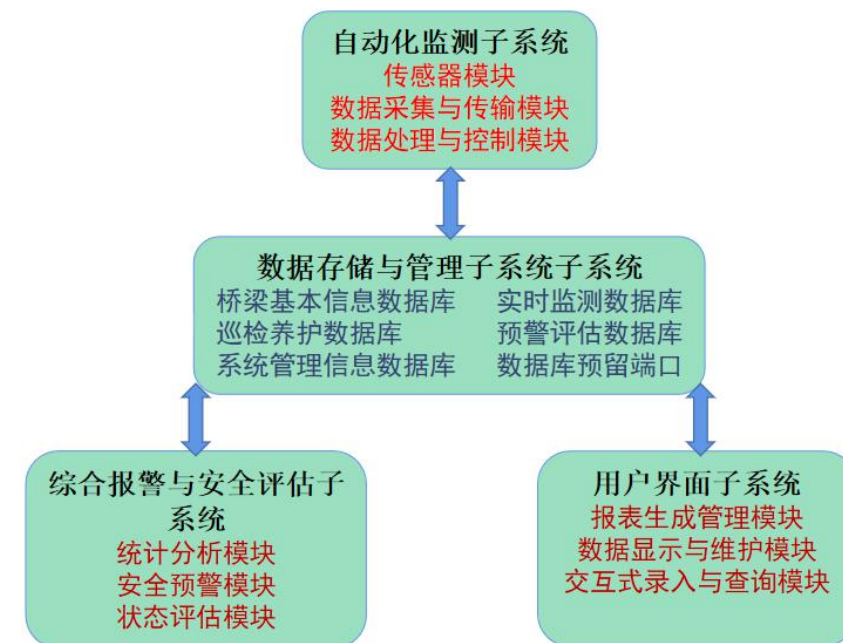 自动化监测子系统
传感器模块
数据采集与传输模块
数据处理与控制模块
数据存储与管理子系统子系统
桥梁基本信息数据库 实时监测数据库
巡检养护数据库 预警评估数据库
系统管理信息数据库 数据库预留端口
综合报警与安全评估子
系统
统计分析模块
安全预警模块
状态评估模块
用户界面子系统
报表生成管理模块
数据显示与维护模块
交互式录入与查询模块